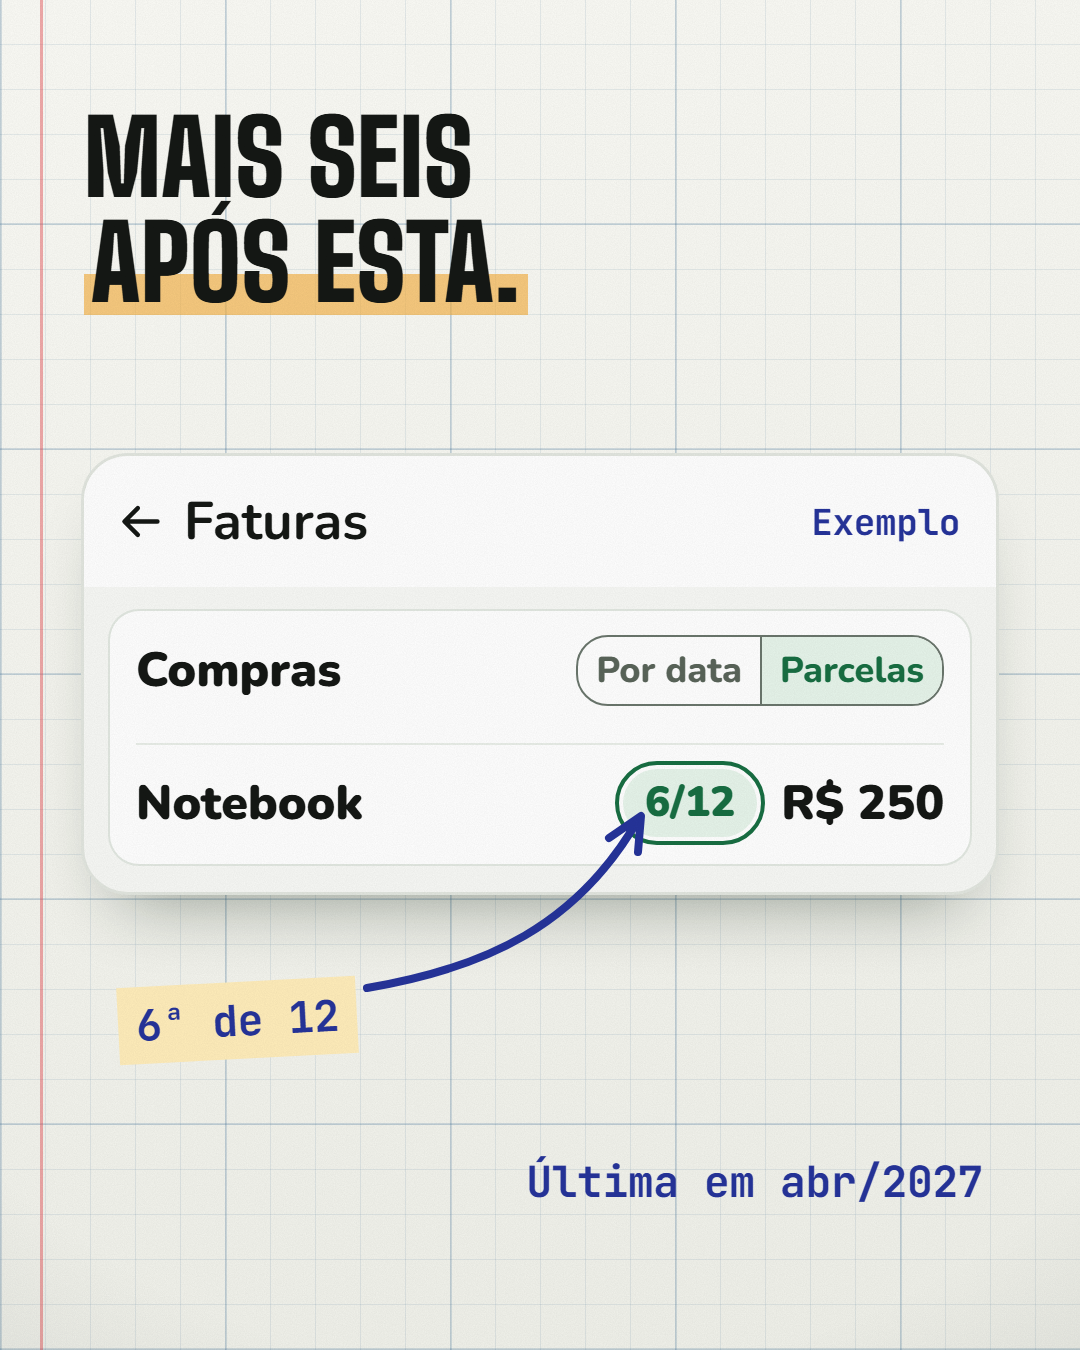 MAIS SEIS
APÓS ESTA.
Faturas
Exemplo
Compras
Por data
Parcelas
Notebook
6/12
R$ 250
6ª de 12
Última em abr/2027